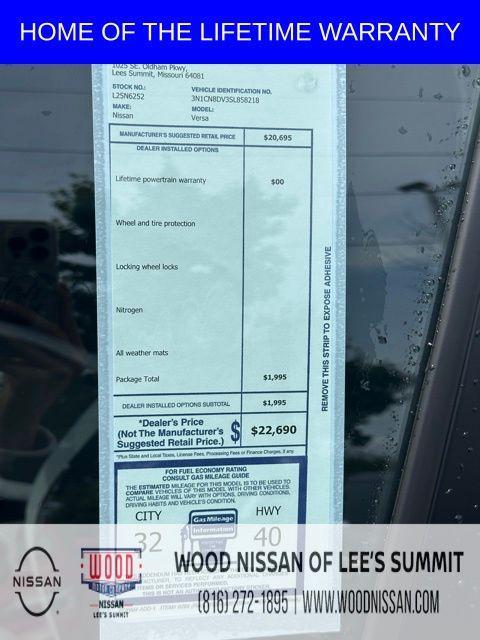 HOME OF THE LIFETIME WARRANTY
1025 SE. Oldham Pkwy,
Lees Summit, Missouri 64081
STOCK NO.: VEHICLE IDENTIFICATION NO.
L25N6252 3N1CN8DV3SL858218
MAKE: MODEL:
Nissan Versa
MANUFACTURER'S SUGGESTED RETAIL PRICE $20,695
DEALER INSTALLED OPTIONS
Lifetime powertrain warranty $00
Wheel and tire protection
Locking wheel locks
Nitrogen
All weather mats
Package Total $1,995
DEALER INSTALLED OPTIONS SUBTOTAL $1,995
*Dealer's Price
(Not The Manufacturer's
Suggested Retail Price.) $ $22,690
*Plus State and Local Taxes, License Fees, Processing Fees or Finance Charges, if any.
REMOVE THIS STRIP TO EXPOSE ADHESIVE
FOR FUEL ECONOMY RATING
CONSULT GAS MILEAGE GUIDE
THE ESTIMATED MILEAGE FOR THIS MODEL IS TO BE USED TO
COMPARE VEHICLES OF THIS MODEL WITH OTHER VEHICLES.
ACTUAL MILEAGE WILL VARY WITH OPTIONS, DRIVING CONDITIONS,
DRIVING HABITS AND VEHICLE'S CONDITION.
CITY Gas Mileage HWY
32 Information 40
NISSAN
WOOD
NISSAN
LEE'S SUMMIT
WOOD NISSAN OF LEE'S SUMMIT
(816) 272-1895 | WWW.WOODNISSAN.COM